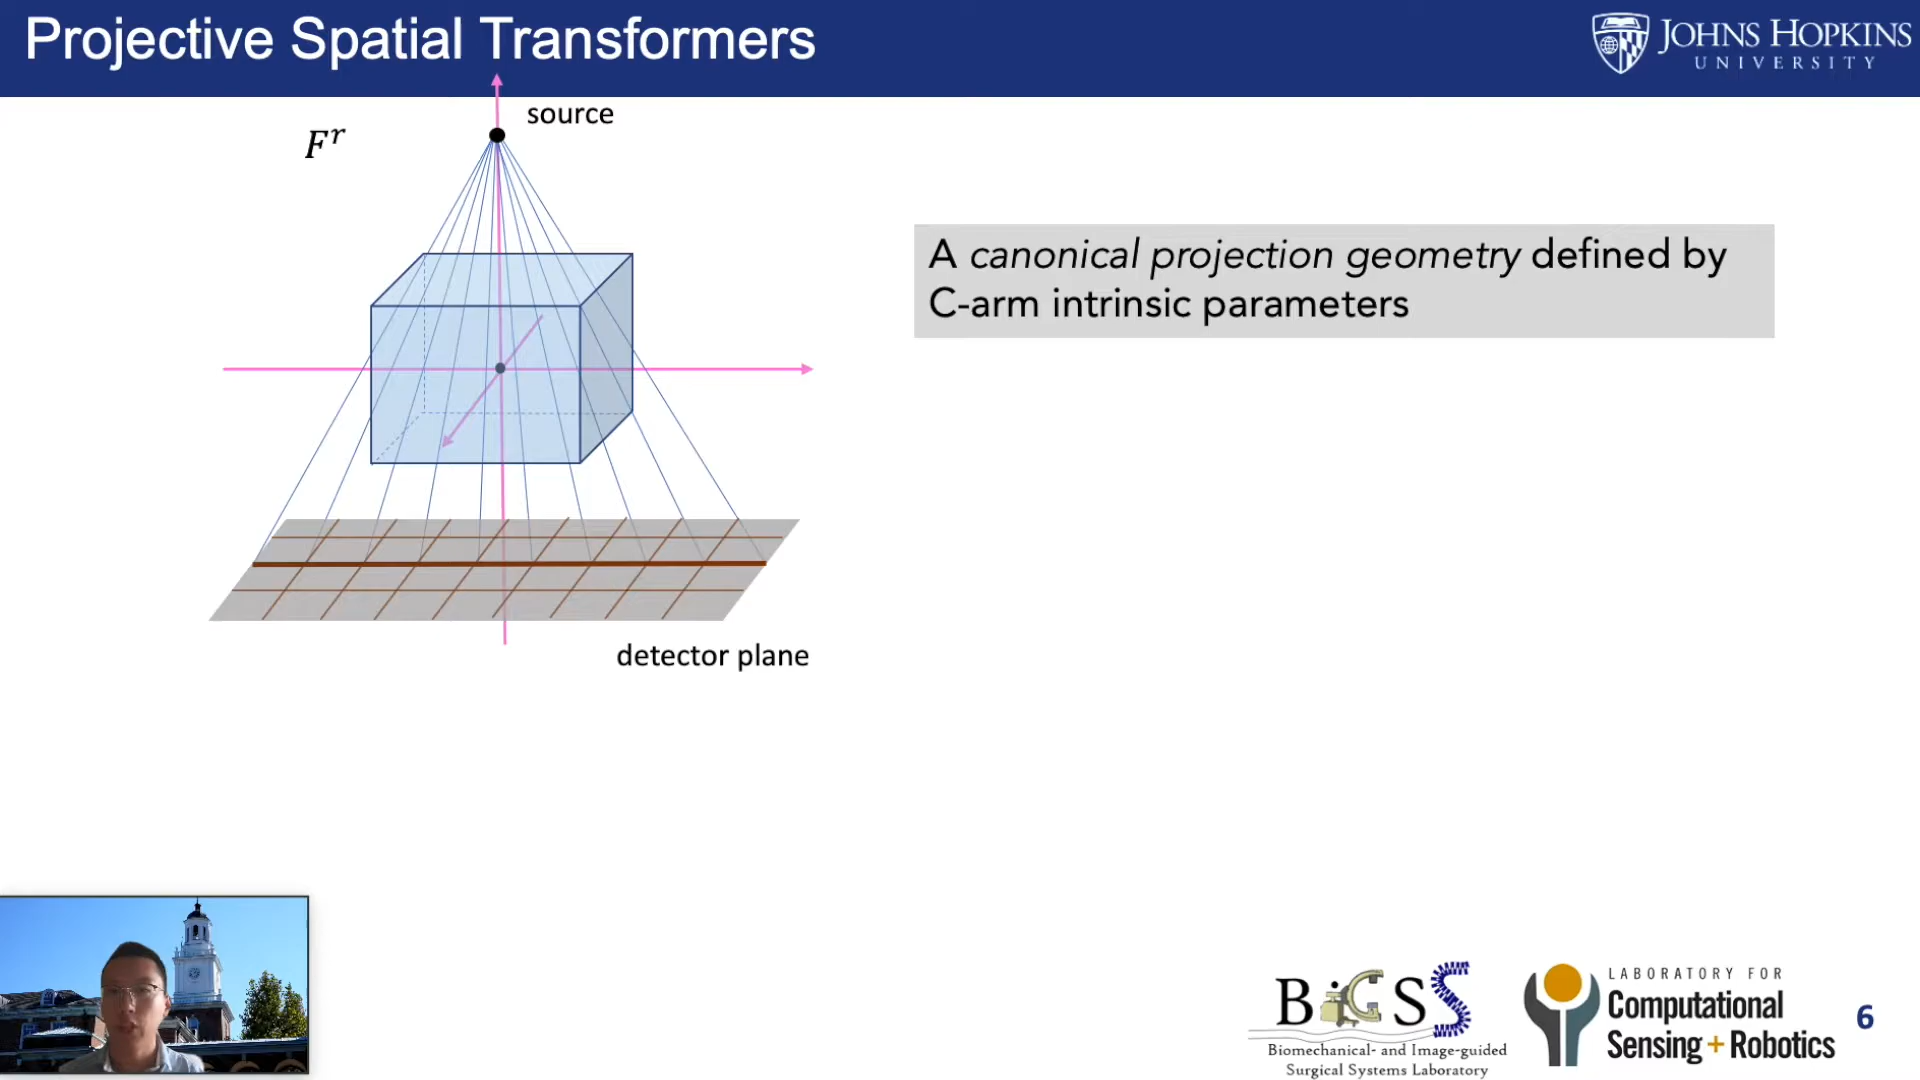 Projective Spatial Transformers
JOHNS HOPKINS
UNIVERSITY
source
F^r
A canonical projection geometry defined by
C-arm intrinsic parameters
detector plane
BiGSS
Biomechanical- and Image-guided
Surgical Systems Laboratory
LABORATORY FOR
Computational
Sensing + Robotics
6